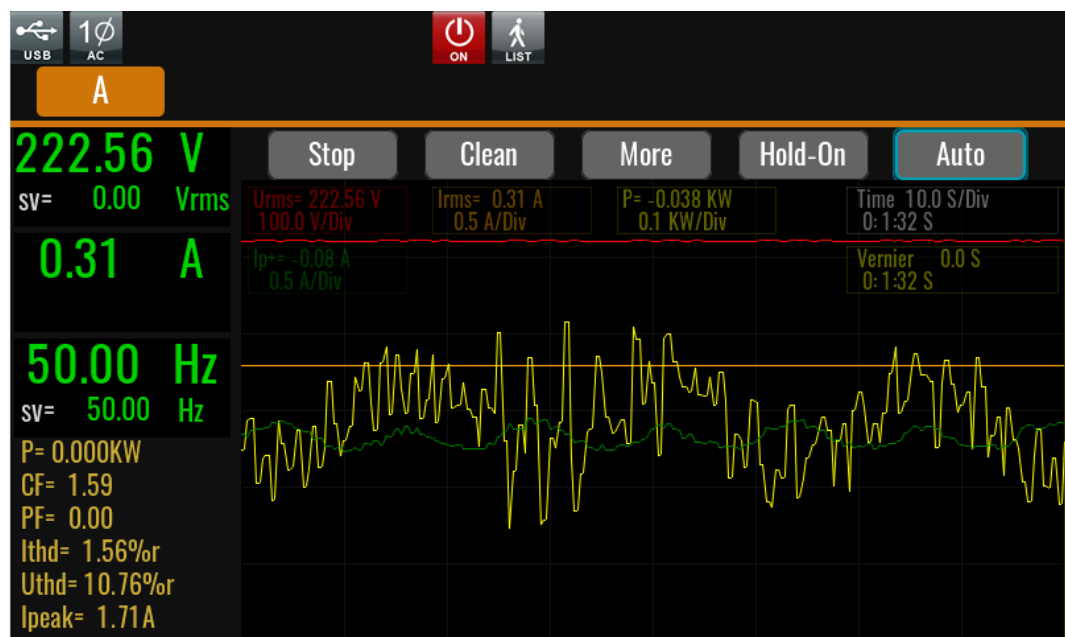 USB
1Ø
AC
ON
LIST
A
222.56 V
sv= 0.00 Vrms
0.31 A
50.00 Hz
sv= 50.00 Hz
P= 0.000KW
CF= 1.59
PF= 0.00
Ithd= 1.56%r
Uthd= 10.76%r
Ipeak= 1.71A
Stop Clean More Hold-On Auto
Urms= 222.56 V
100.0 V/Div
Irms= 0.31 A
0.5 A/Div
P= -0.038 KW
0.1 KW/Div
Time 10.0 S/Div
0: 1:32 S
Ip+= -0.08 A
0.5 A/Div
Vernier 0.0 S
0: 1:32 S